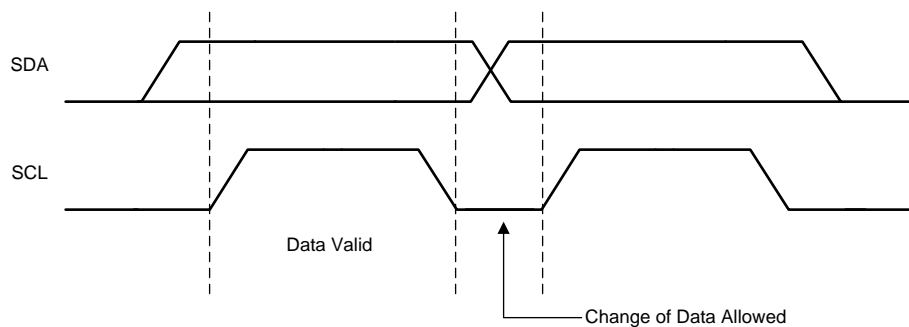 SDA
SCL
Data Valid
Change of Data Allowed